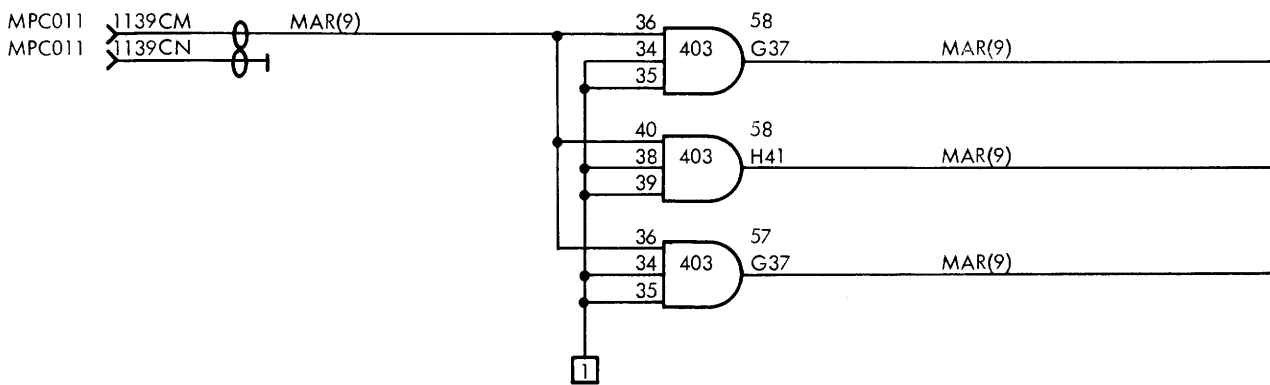 MPC011 1139CM MAR(9) 36 58
34 403 G37 MAR(9)
MPC011 1139CN
35
40 58
38 403 H41 MAR(9)
39
36 57
34 403 G37 MAR(9)
35
1